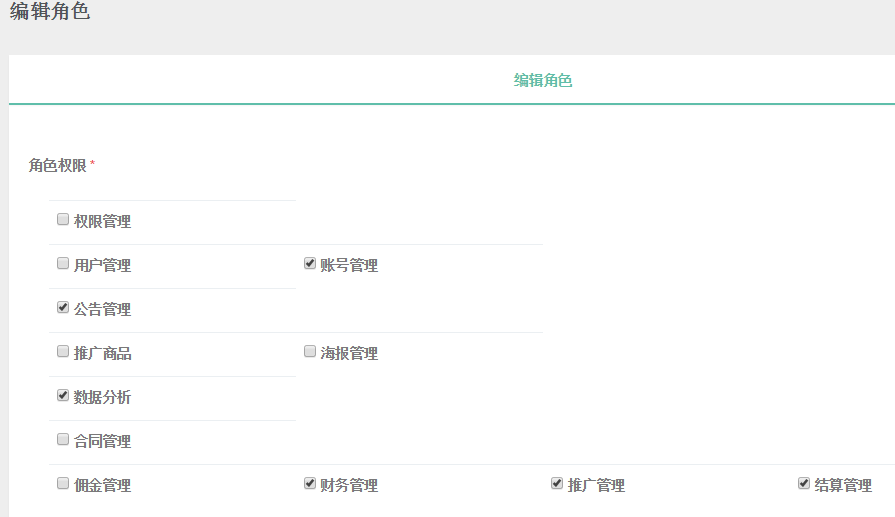 编辑角色
编辑角色
角色权限 *
权限管理
用户管理 账号管理
公告管理
推广商品 海报管理
数据分析
合同管理
佣金管理 财务管理 推广管理 结算管理